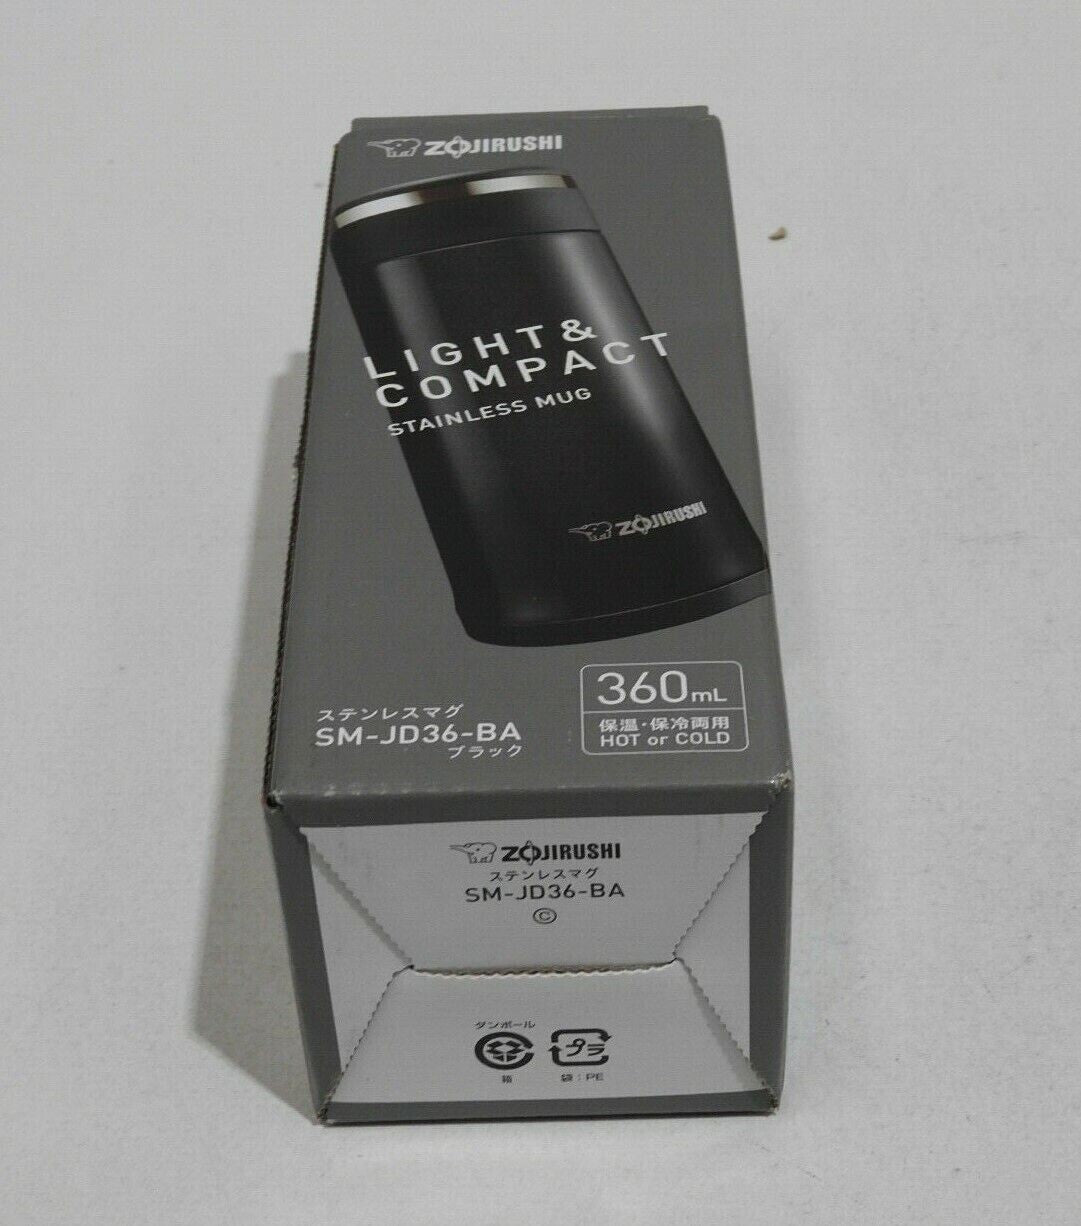 ZOJIRUSHI
LIGHT &
COMPACT
STAINLESS MUG
ZOJIRUSHI
ステンレスマグ
SM-JD36-BA
ブラック
360mL
保温・保冷両用
HOT or COLD
ZOJIRUSHI
ステンレスマグ
SM-JD36-BA
©
ダンボール
プラ
箱
袋：PE